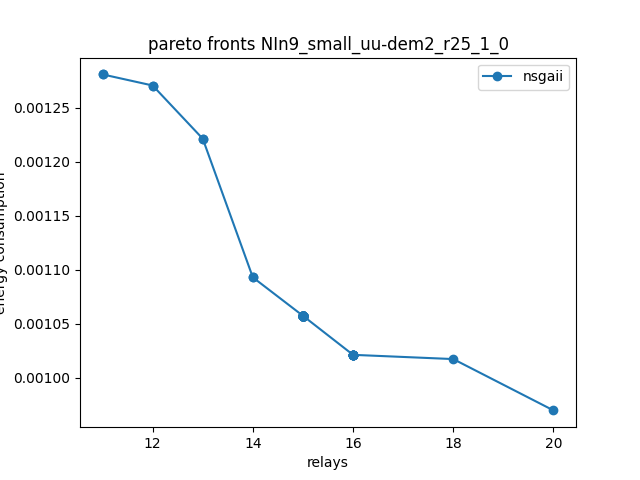 pareto fronts NIn9_small_uu-dem2_r25_1_0
nsgaii
0.00125
0.00120
0.00115
0.00110
0.00105
0.00100
energy consumption
12 14 16 18 20
relays